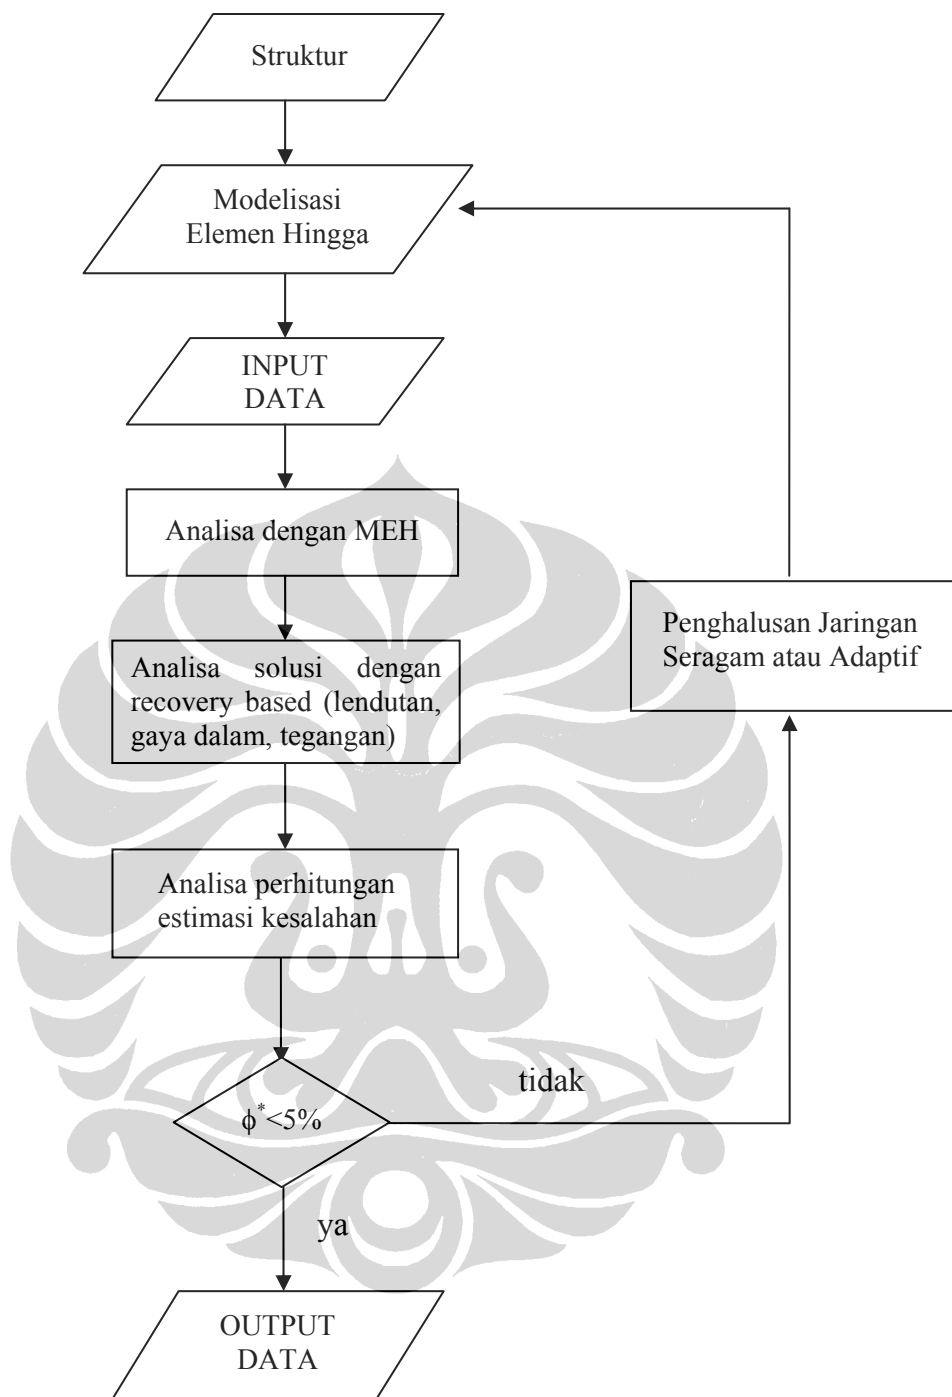 Struktur
Modelisasi
Elemen Hingga
INPUT
DATA
Analisa dengan MEH
Analisa solusi dengan
recovery based (lendutan,
gaya dalam, tegangan)
Penghalusan Jaringan
Seragam atau Adaptif
Analisa perhitungan
estimasi kesalahan
tidak
ϕ*<5%
ya
OUTPUT
DATA